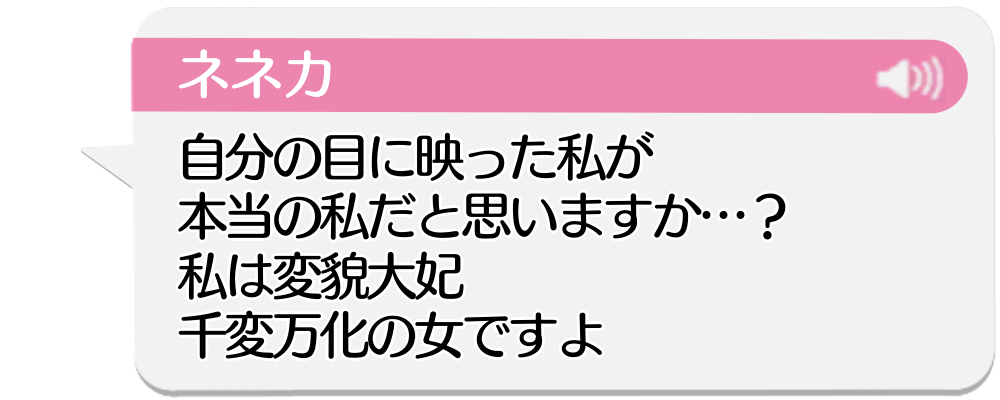 ネネカ
自分の目に映った私が
本当の私だと思いますか…？
私は変貌大妃
千変万化の女ですよ